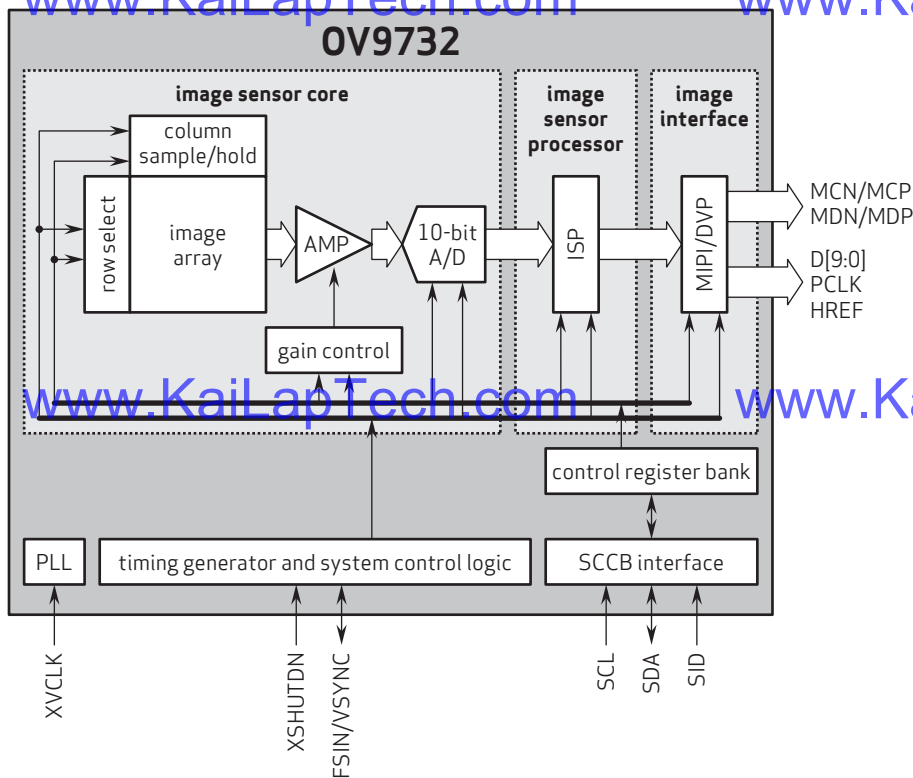 www.KaiLapTech.com
www.Ka
OV9732
image sensor core
image
sensor
processor
image
interface
column
sample/hold
row select
image
array
AMP
10-bit
A/D
ISP
MIPI/DVP
MCN/MCP
MDN/MDP
D[9:0]
PCLK
HREF
gain control
www.KaiLapTech.com
www.Ka
control register bank
PLL
timing generator and system control logic
SCCB interface
XVCLK
XSHUTDN
FSIN/VSYNC
SCL
SDA
SID